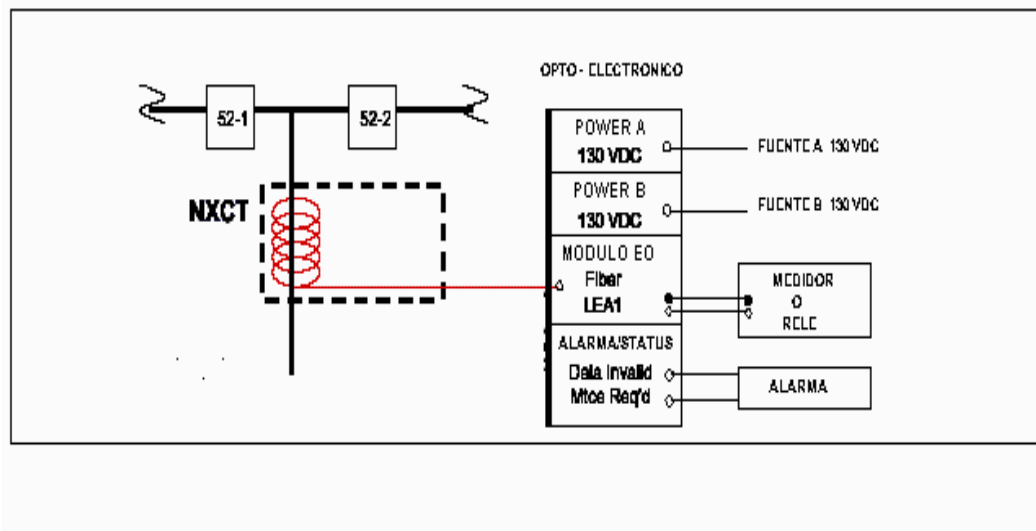 OPTO - ELECTRONICO
52-1
52-2
NXCT
POWER A
130 VDC
FUENTE A 130 VDC
POWER B
130 VDC
FUENTE B 130 VDC
MODULO EO
Fiber
LEA1
MEDIDOR
O
RELE
ALARMA/STATUS
Data Invalid
Mtce Req'd
ALARMA